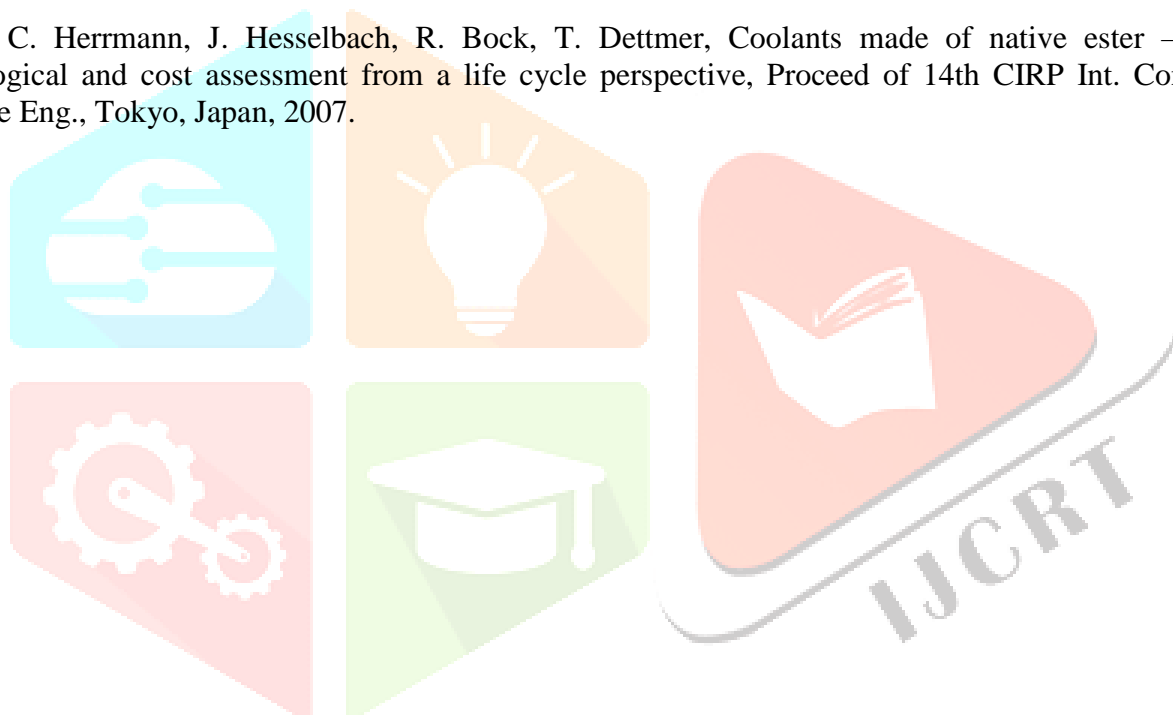 C. Herrmann, J. Hesselbach, R. Bock, T. Dettmer, Coolants made of native ester –
ogical and cost assessment from a life cycle perspective, Proceed of 14th CIRP Int. Co
e Eng., Tokyo, Japan, 2007.
IJCRT